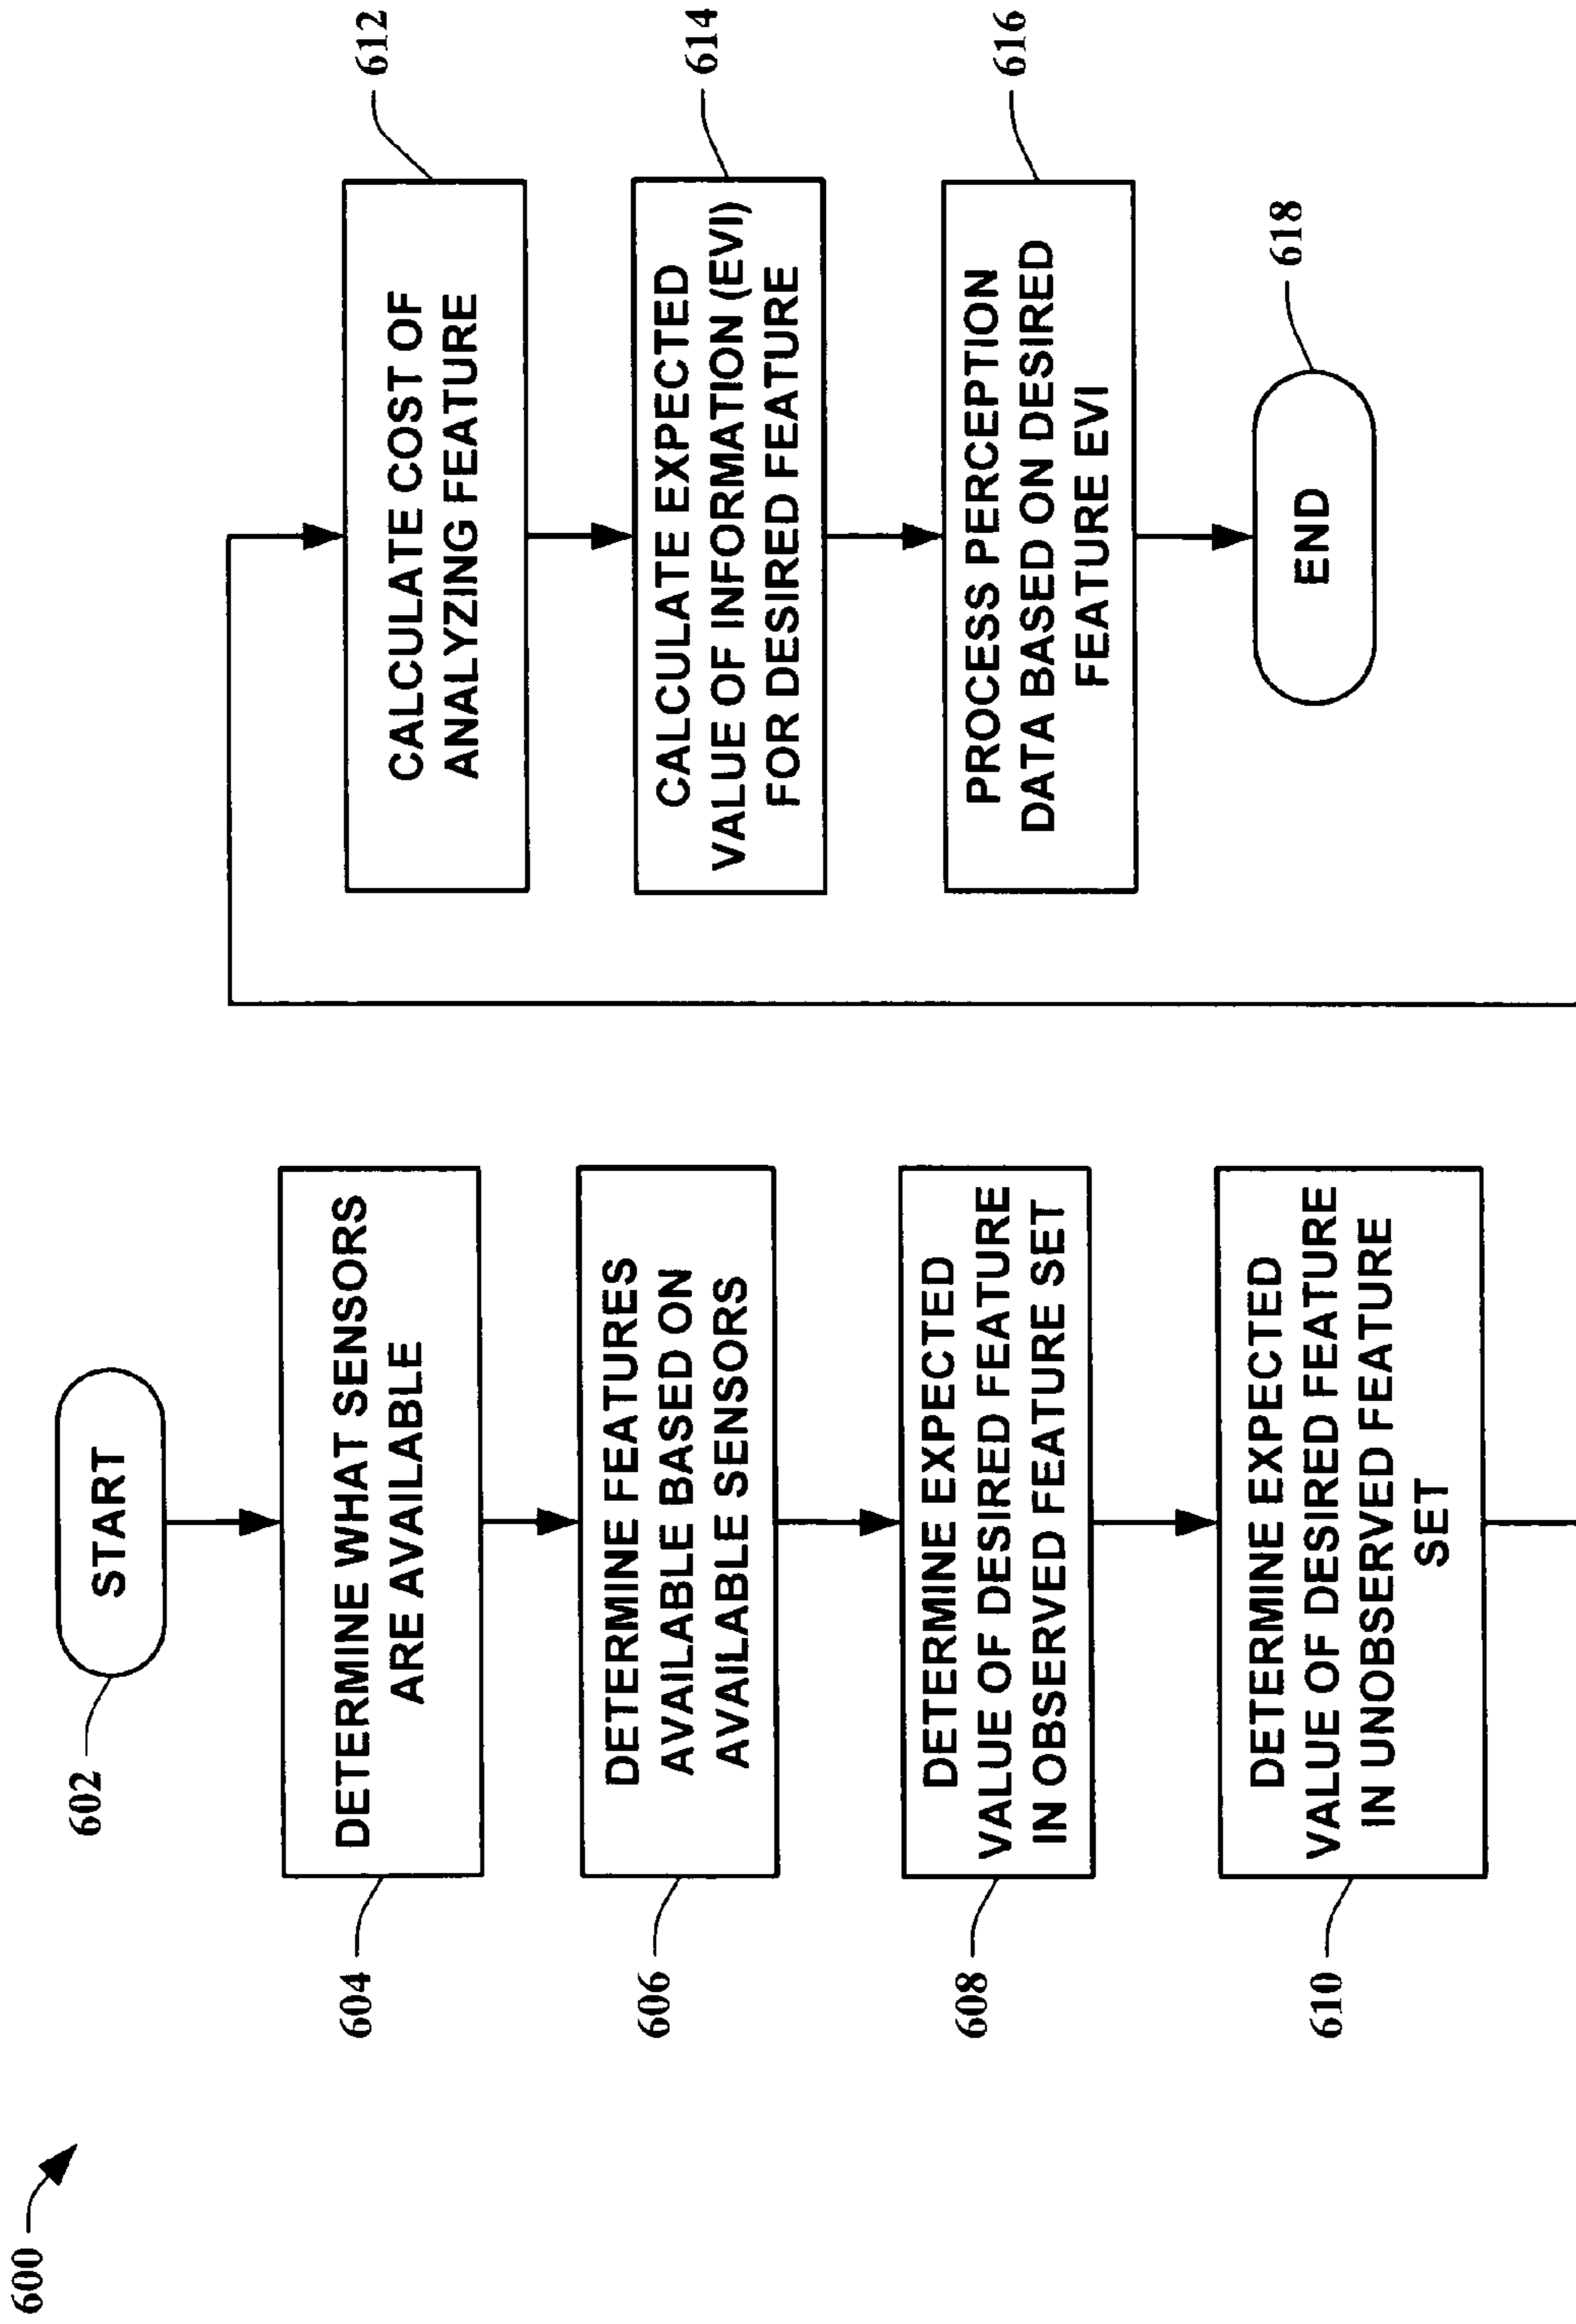 600
START
602
DETERMINE WHAT SENSORS
ARE AVAILABLE
604
DETERMINE FEATURES
AVAILABLE BASED ON
AVAILABLE SENSORS
606
DETERMINE EXPECTED
VALUE OF DESIRED FEATURE
IN OBSERVED FEATURE SET
608
DETERMINE EXPECTED
VALUE OF DESIRED FEATURE
IN UNOBSERVED FEATURE
SET
610
CALCULATE COST OF
ANALYZING FEATURE
612
CALCULATE EXPECTED
VALUE OF INFORMATION (EVI)
FOR DESIRED FEATURE
614
PROCESS PERCEPTION
DATA BASED ON DESIRED
FEATURE EVI
616
END
618